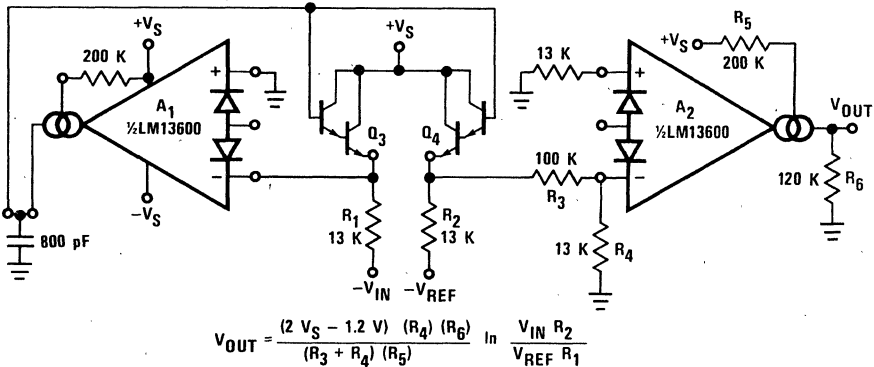 +VS
200 K
+
A1
½LM13600
−
−VS
800 pF
+VS
Q3
Q4
R1
13 K
R2
13 K
−VIN
−VREF
13 K
100 K
R3
13 K
R4
+VS
R5
200 K
+
A2
½LM13600
−
VOUT
120 K
R6
VOUT = (2 VS − 1.2 V) (R4) (R6) / (R3 + R4) (R5) ln VIN R2 / VREF R1